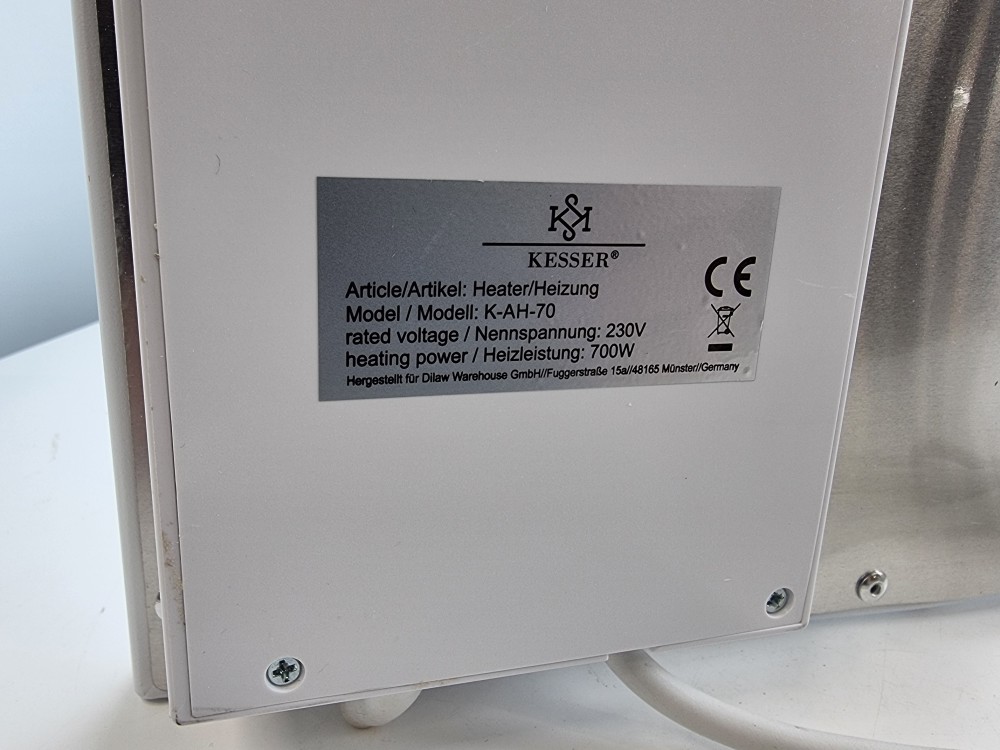 KESSER®
Article/Artikel: Heater/Heizung
Model / Modell: K-AH-70
rated voltage / Nennspannung: 230V
heating power / Heizleistung: 700W
Hergestellt für Dilaw Warehouse GmbH//Fuggerstraße 15a//48165 Münster//Germany
CE